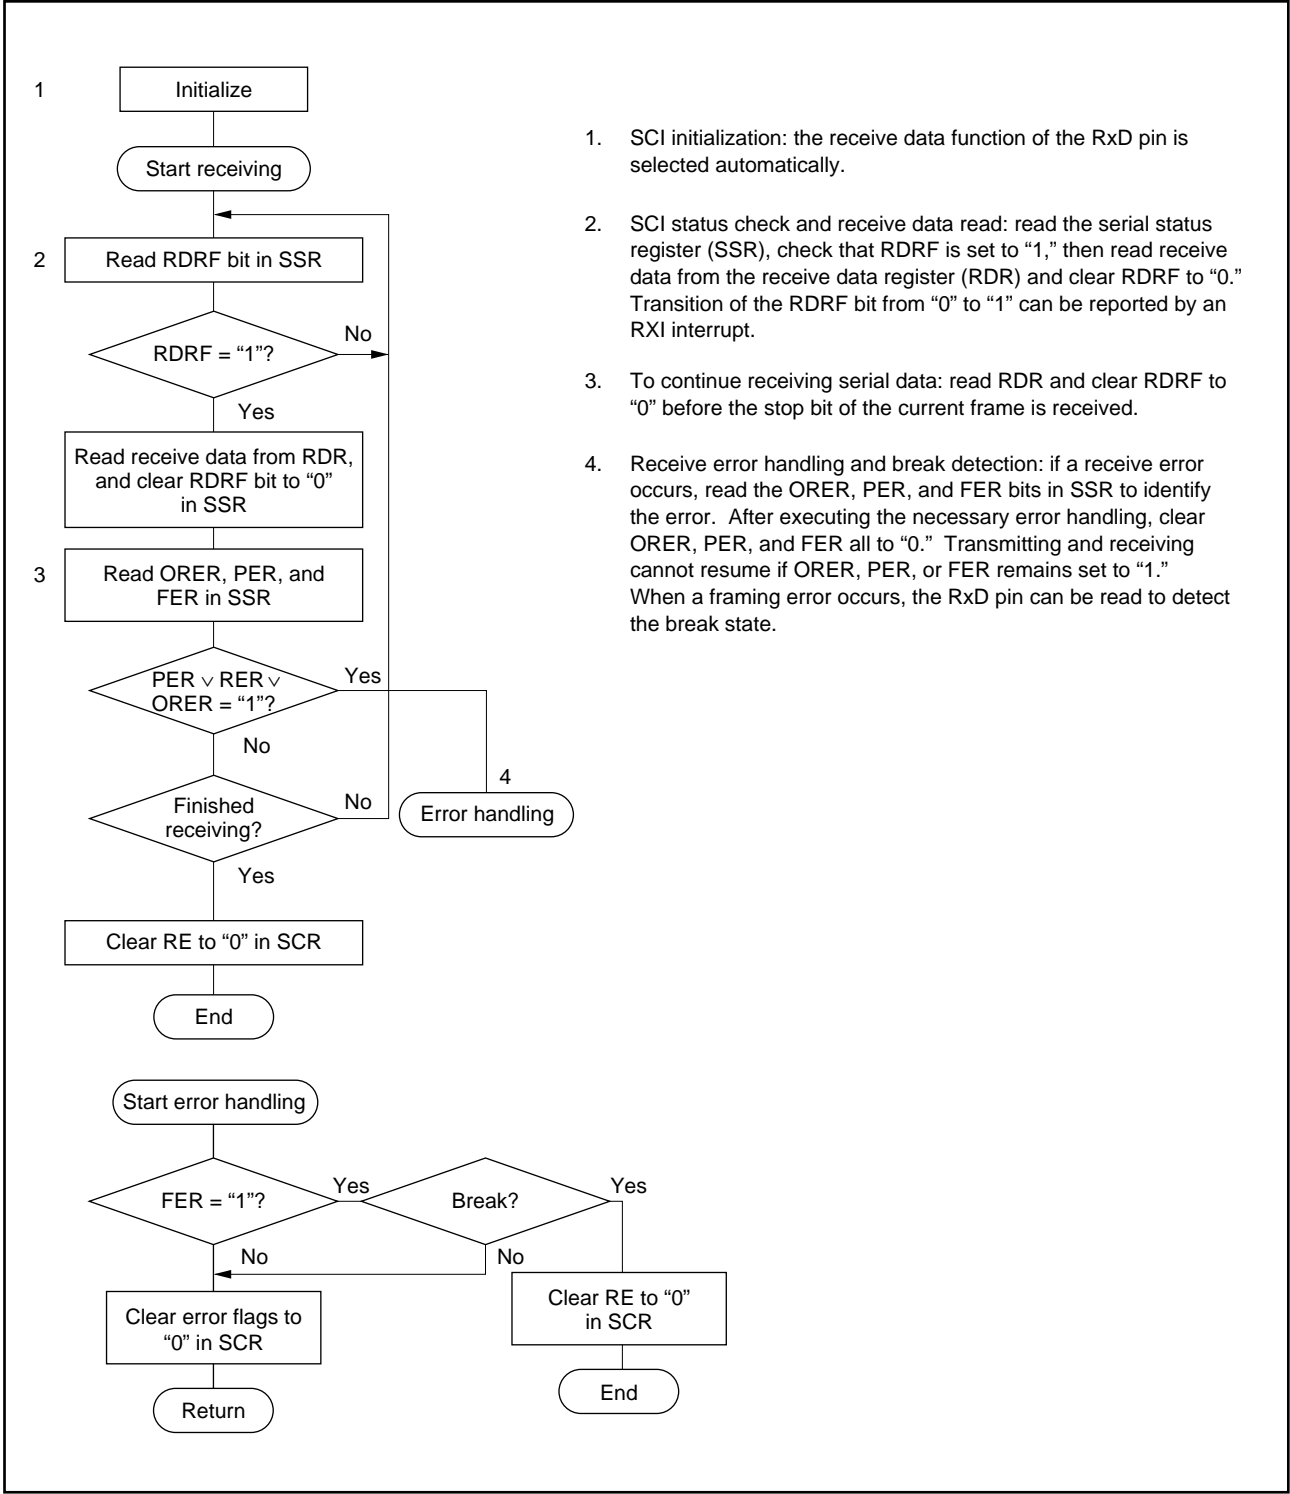 1
Initialize
Start receiving
2
Read RDRF bit in SSR
RDRF = “1”?
No
Yes
Read receive data from RDR,
and clear RDRF bit to “0”
in SSR
3
Read ORER, PER, and
FER in SSR
PER ∨ RER ∨
ORER = “1”?
Yes
No
4
Error handling
Finished
receiving?
No
Yes
Clear RE to “0” in SCR
End
1. SCI initialization: the receive data function of the RxD pin is
selected automatically.
2. SCI status check and receive data read: read the serial status
register (SSR), check that RDRF is set to “1,” then read receive
data from the receive data register (RDR) and clear RDRF to “0.”
Transition of the RDRF bit from “0” to “1” can be reported by an
RXI interrupt.
3. To continue receiving serial data: read RDR and clear RDRF to
“0” before the stop bit of the current frame is received.
4. Receive error handling and break detection: if a receive error
occurs, read the ORER, PER, and FER bits in SSR to identify
the error. After executing the necessary error handling, clear
ORER, PER, and FER all to “0.” Transmitting and receiving
cannot resume if ORER, PER, or FER remains set to “1.”
When a framing error occurs, the RxD pin can be read to detect
the break state.
Start error handling
FER = “1”?
Yes
Break?
Yes
No
No
Clear error flags to
“0” in SCR
Return
Clear RE to “0”
in SCR
End